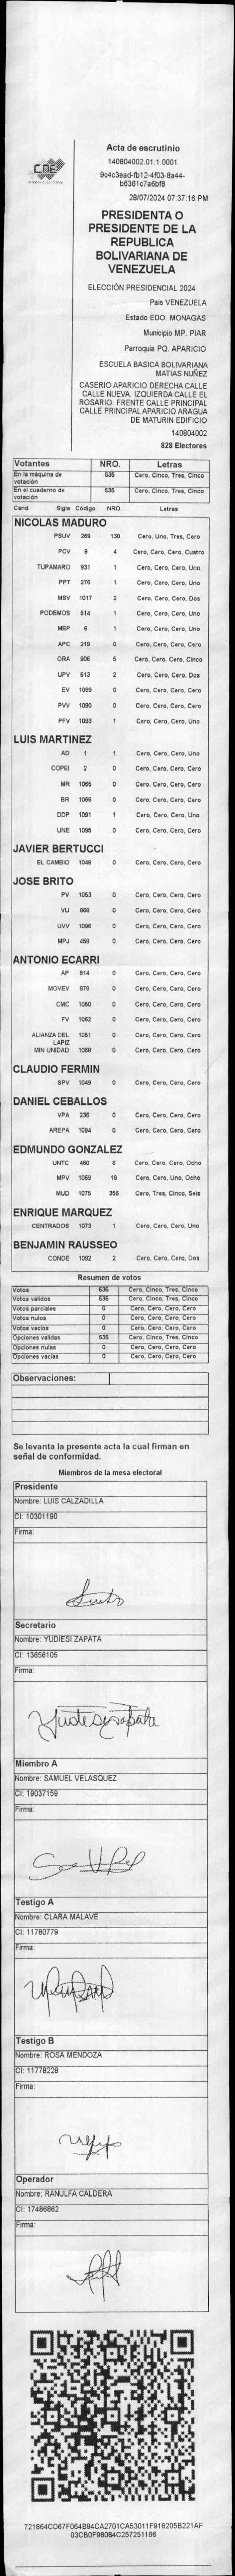 CNE
Acta de escrutinio
140804002.01.1.0001
9c4c3ead-fb12-4f03-8a44-
b6361c7a6bf8
28/07/2024 07:37:16 PM
PRESIDENTA O
PRESIDENTE DE LA
REPUBLICA
BOLIVARIANA DE
VENEZUELA
ELECCIÓN PRESIDENCIAL 2024
Pais VENEZUELA
Estado EDO. MONAGAS
Municipio MP. PIAR
Parroquia PQ. APARICIO
ESCUELA BASICA BOLIVARIANA
MATIAS NUÑEZ
CASERIO APARICIO DERECHA CALLE
CALLE NUEVA. IZQUIERDA CALLE EL
ROSARIO. FRENTE CALLE PRINCIPAL
CALLE PRINCIPAL APARICIO ARAGUA
DE MATURIN EDIFICIO
140804002
828 Electores
Votantes NRO. Letras
En la máquina de votación 535 Cero, Cinco, Tres, Cinco
En el cuaderno de votación 535 Cero, Cinco, Tres, Cinco
Cand. Sigla Código NRO. Letras
NICOLAS MADURO
PSUV 269 130 Cero, Uno, Tres, Cero
PCV 9 4 Cero, Cero, Cero, Cuatro
TUPAMARO 931 1 Cero, Cero, Cero, Uno
PPT 276 1 Cero, Cero, Cero, Uno
MSV 1017 2 Cero, Cero, Cero, Dos
PODEMOS 514 1 Cero, Cero, Cero, Uno
MEP 6 1 Cero, Cero, Cero, Uno
APC 219 0 Cero, Cero, Cero, Cero
ORA 906 5 Cero, Cero, Cero, Cinco
UPV 513 2 Cero, Cero, Cero, Dos
EV 1089 0 Cero, Cero, Cero, Cero
PVV 1090 0 Cero, Cero, Cero, Cero
PFV 1093 1 Cero, Cero, Cero, Uno
LUIS MARTINEZ
AD 1 1 Cero, Cero, Cero, Uno
COPEI 2 0 Cero, Cero, Cero, Cero
MR 1065 0 Cero, Cero, Cero, Cero
BR 1066 0 Cero, Cero, Cero, Cero
DDP 1091 1 Cero, Cero, Cero, Uno
UNE 1095 0 Cero, Cero, Cero, Cero
JAVIER BERTUCCI
EL CAMBIO 1048 0 Cero, Cero, Cero, Cero
JOSE BRITO
PV 1053 0 Cero, Cero, Cero, Cero
VU 868 0 Cero, Cero, Cero, Cero
UVV 1096 0 Cero, Cero, Cero, Cero
MPJ 459 0 Cero, Cero, Cero, Cero
ANTONIO ECARRI
AP 914 0 Cero, Cero, Cero, Cero
MOVEV 879 0 Cero, Cero, Cero, Cero
CMC 1050 0 Cero, Cero, Cero, Cero
FV 1062 0 Cero, Cero, Cero, Cero
ALIANZA DEL 1051 0 Cero, Cero, Cero, Cero
LAPIZ
MIN UNIDAD 1068 0 Cero, Cero, Cero, Cero
CLAUDIO FERMIN
SPV 1049 0 Cero, Cero, Cero, Cero
DANIEL CEBALLOS
VPA 236 0 Cero, Cero, Cero, Cero
AREPA 1094 0 Cero, Cero, Cero, Cero
EDMUNDO GONZALEZ
UNTC 460 8 Cero, Cero, Cero, Ocho
MPV 1069 18 Cero, Cero, Uno, Ocho
MUD 1075 356 Cero, Tres, Cinco, Seis
ENRIQUE MARQUEZ
CENTRADOS 1073 1 Cero, Cero, Cero, Uno
BENJAMIN RAUSSEO
CONDE 1092 2 Cero, Cero, Cero, Dos
Resumen de votos
Votos 535 Cero, Cinco, Tres, Cinco
Votos validos 535 Cero, Cinco, Tres, Cinco
Votos parciales 0 Cero, Cero, Cero, Cero
Votos nulos 0 Cero, Cero, Cero, Cero
Votos vacios 0 Cero, Cero, Cero, Cero
Opciones validas 535 Cero, Cinco, Tres, Cinco
Opciones nulas 0 Cero, Cero, Cero, Cero
Opciones vacias 0 Cero, Cero, Cero, Cero
Observaciones:
Se levanta la presente acta la cual firman en
señal de conformidad.
Miembros de la mesa electoral
Presidente
Nombre: LUIS CALZADILLA
CI: 10301190
Firma:
Secretario
Nombre: YUDIESI ZAPATA
CI: 13656105
Firma:
Miembro A
Nombre: SAMUEL VELASQUEZ
CI: 19037159
Firma:
Testigo A
Nombre: CLARA MALAVE
CI: 11780779
Firma:
Testigo B
Nombre: ROSA MENDOZA
CI: 11778228
Firma:
Operador
Nombre: RANULFA CALDERA
CI: 17486862
Firma:
721864CD67F064B94CA2701CA53011F916205B221AF
03CB0F98084C257251166